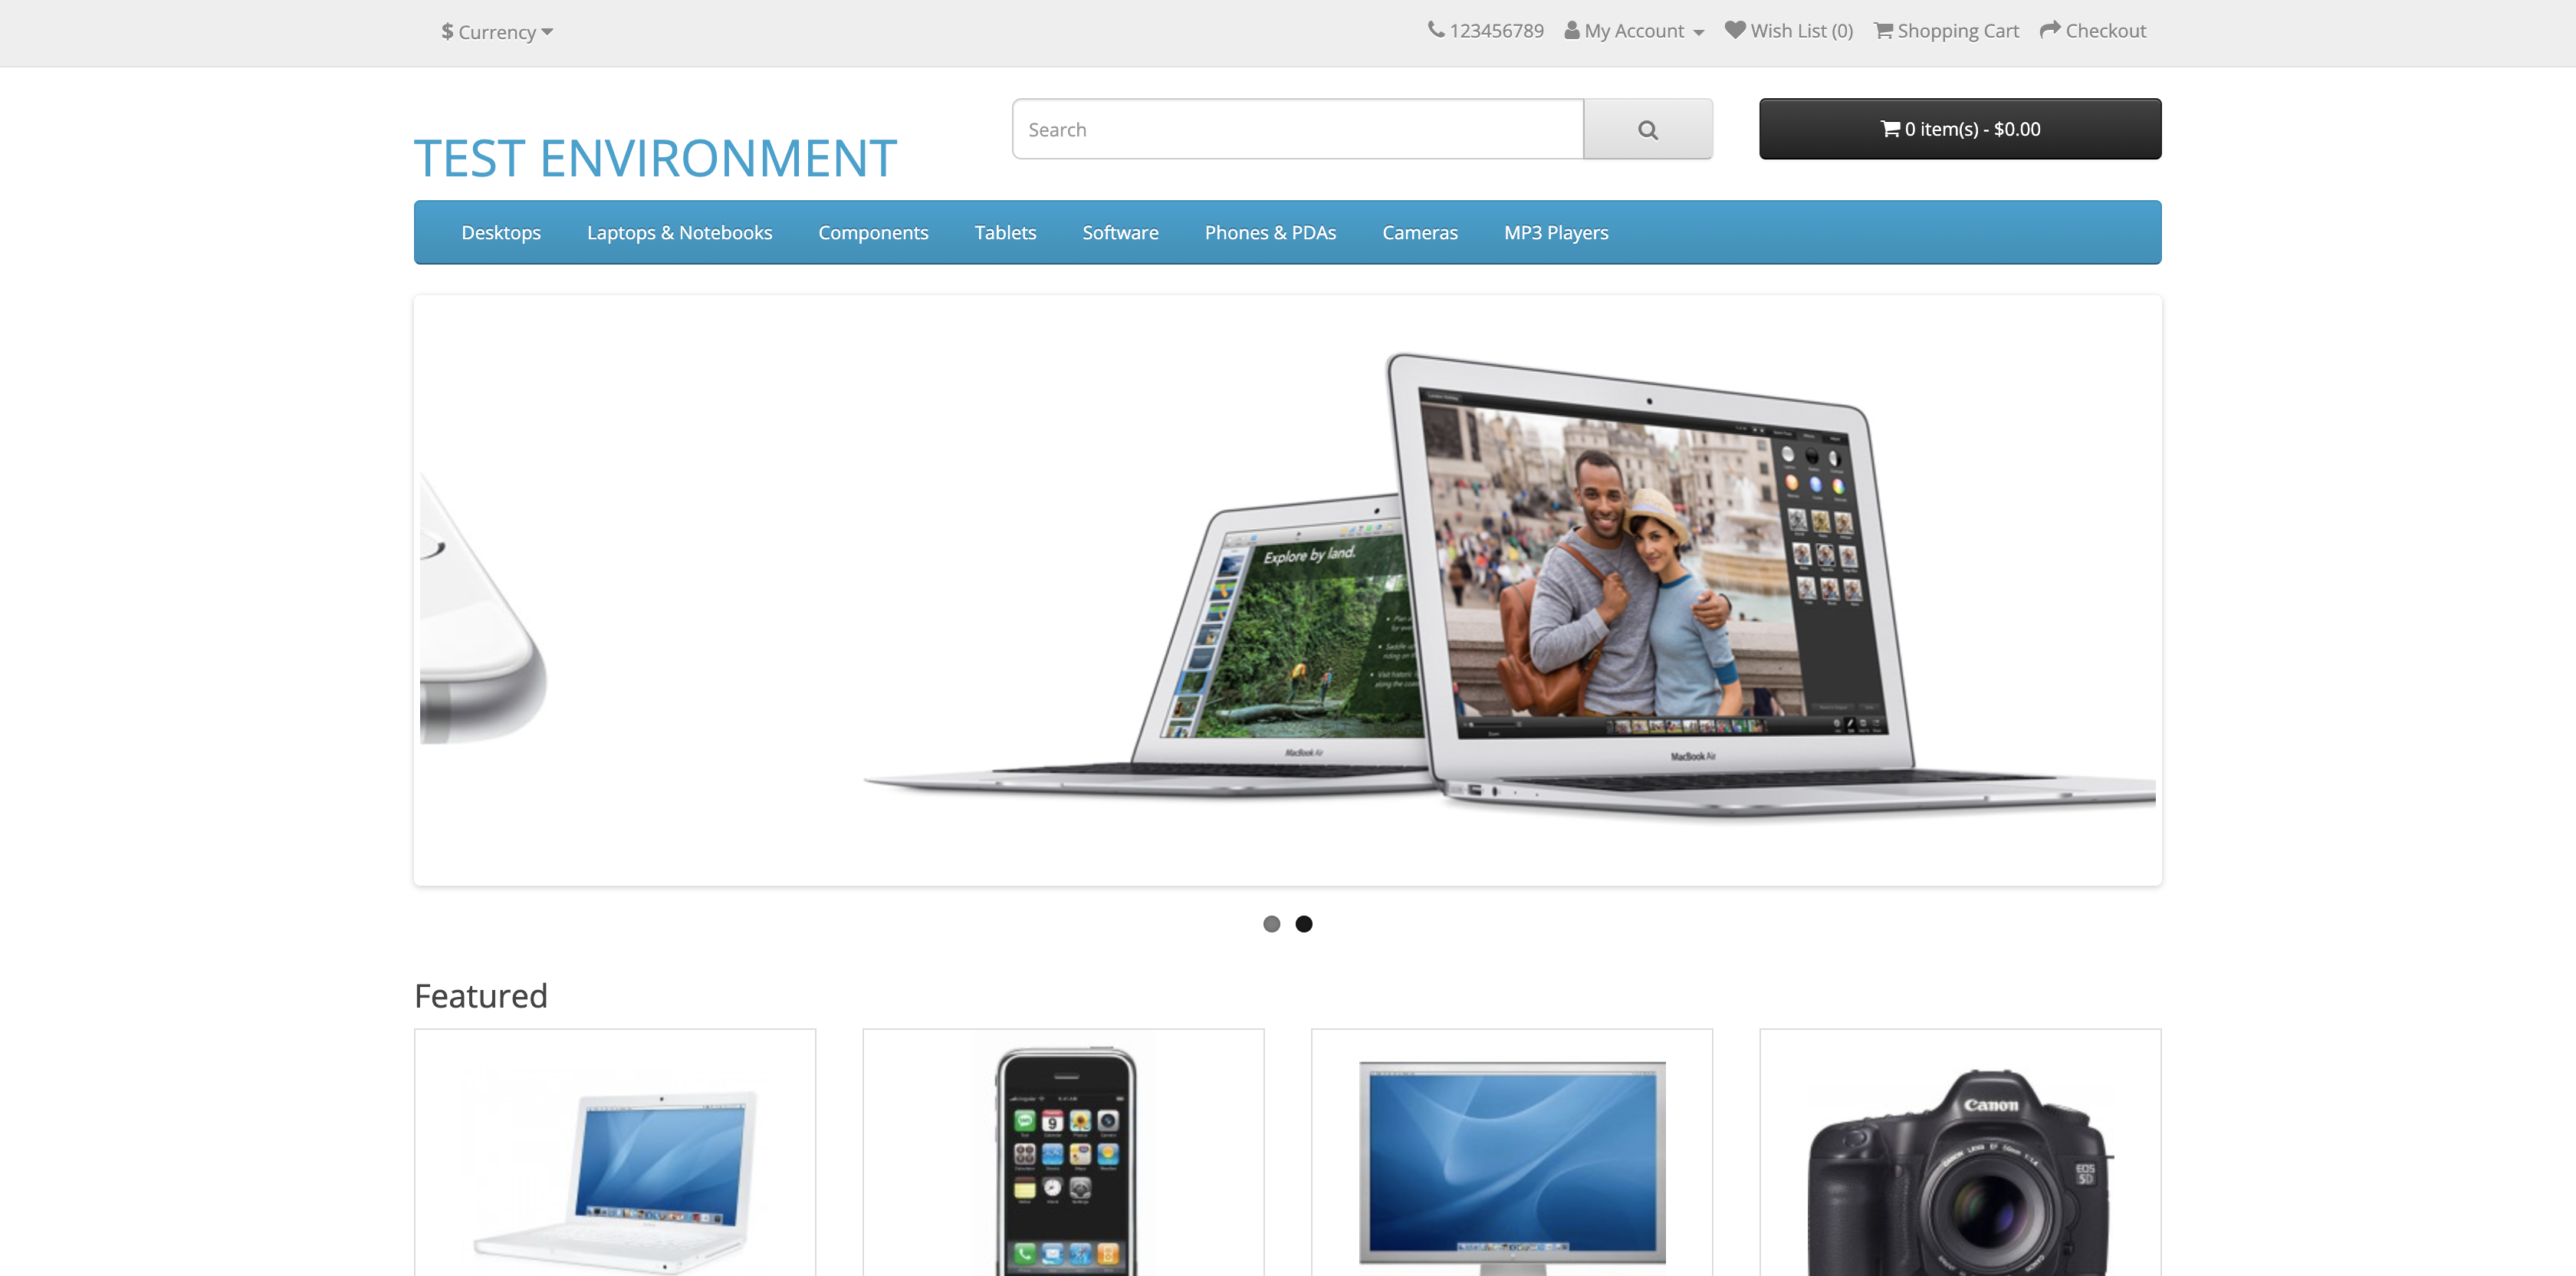 $ Currency
123456789 My Account Wish List (0) Shopping Cart Checkout
TEST ENVIRONMENT
Search
0 item(s) - $0.00
Desktops Laptops & Notebooks Components Tablets Software Phones & PDAs Cameras MP3 Players
Explore by land.
MacBook Air
MacBook Air
Featured
Canon
EOS
5D